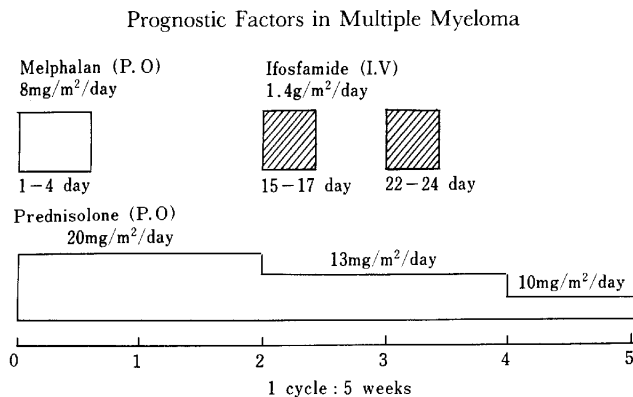 Prognostic Factors in Multiple Myeloma
Melphalan (P.O)
8mg/m²/day
Ifosfamide (I.V)
1.4g/m²/day
1-4 day
15-17 day
22-24 day
Prednisolone (P.O)
20mg/m²/day
13mg/m²/day
10mg/m²/day
0 1 2 3 4 5
1 cycle : 5 weeks